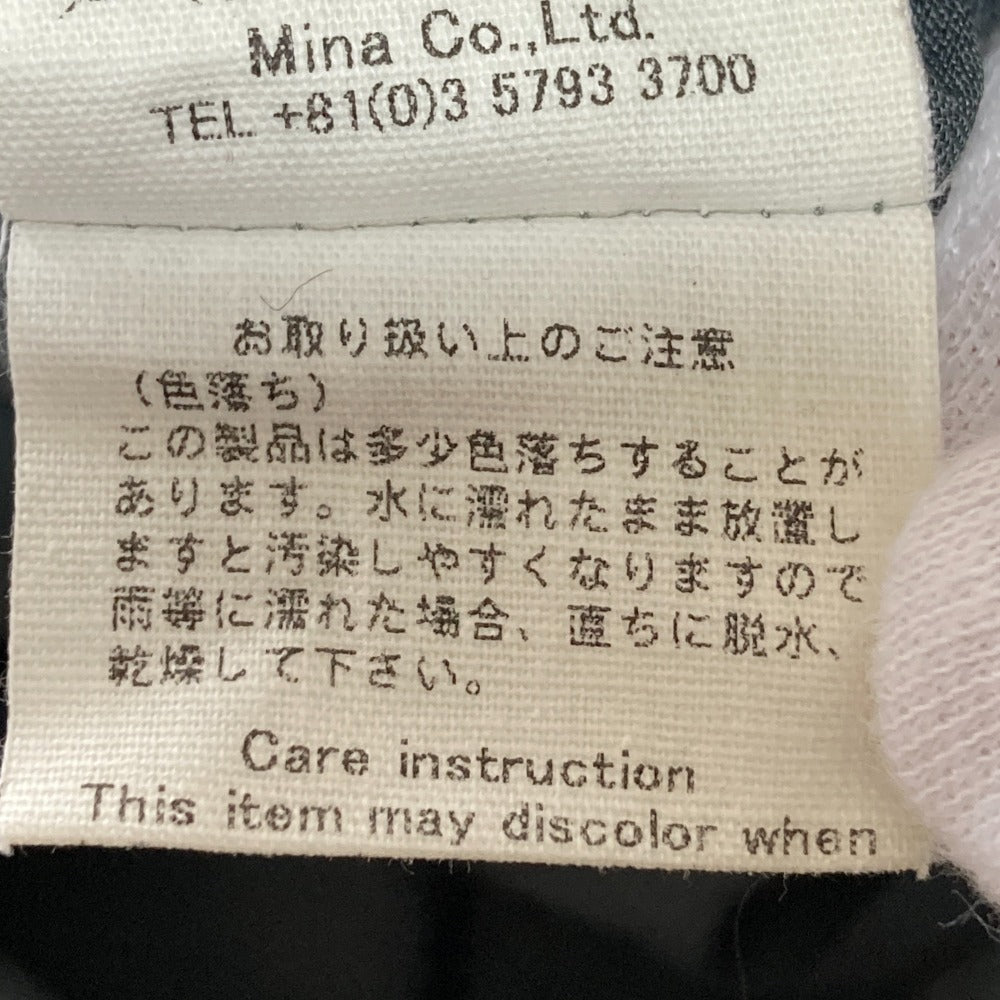 Mina Co.,Ltd.
TEL +81(0)3 5793 3700
お取り扱い上のご注意
(色落ち)
この製品は多少色落ちすることが
あります。水に濡れたまま放置し
ますと汚染しやすくなりますので
雨等に濡れた場合、直ちに脱水、
乾燥して下さい。
Care instruction
This item may discolor when